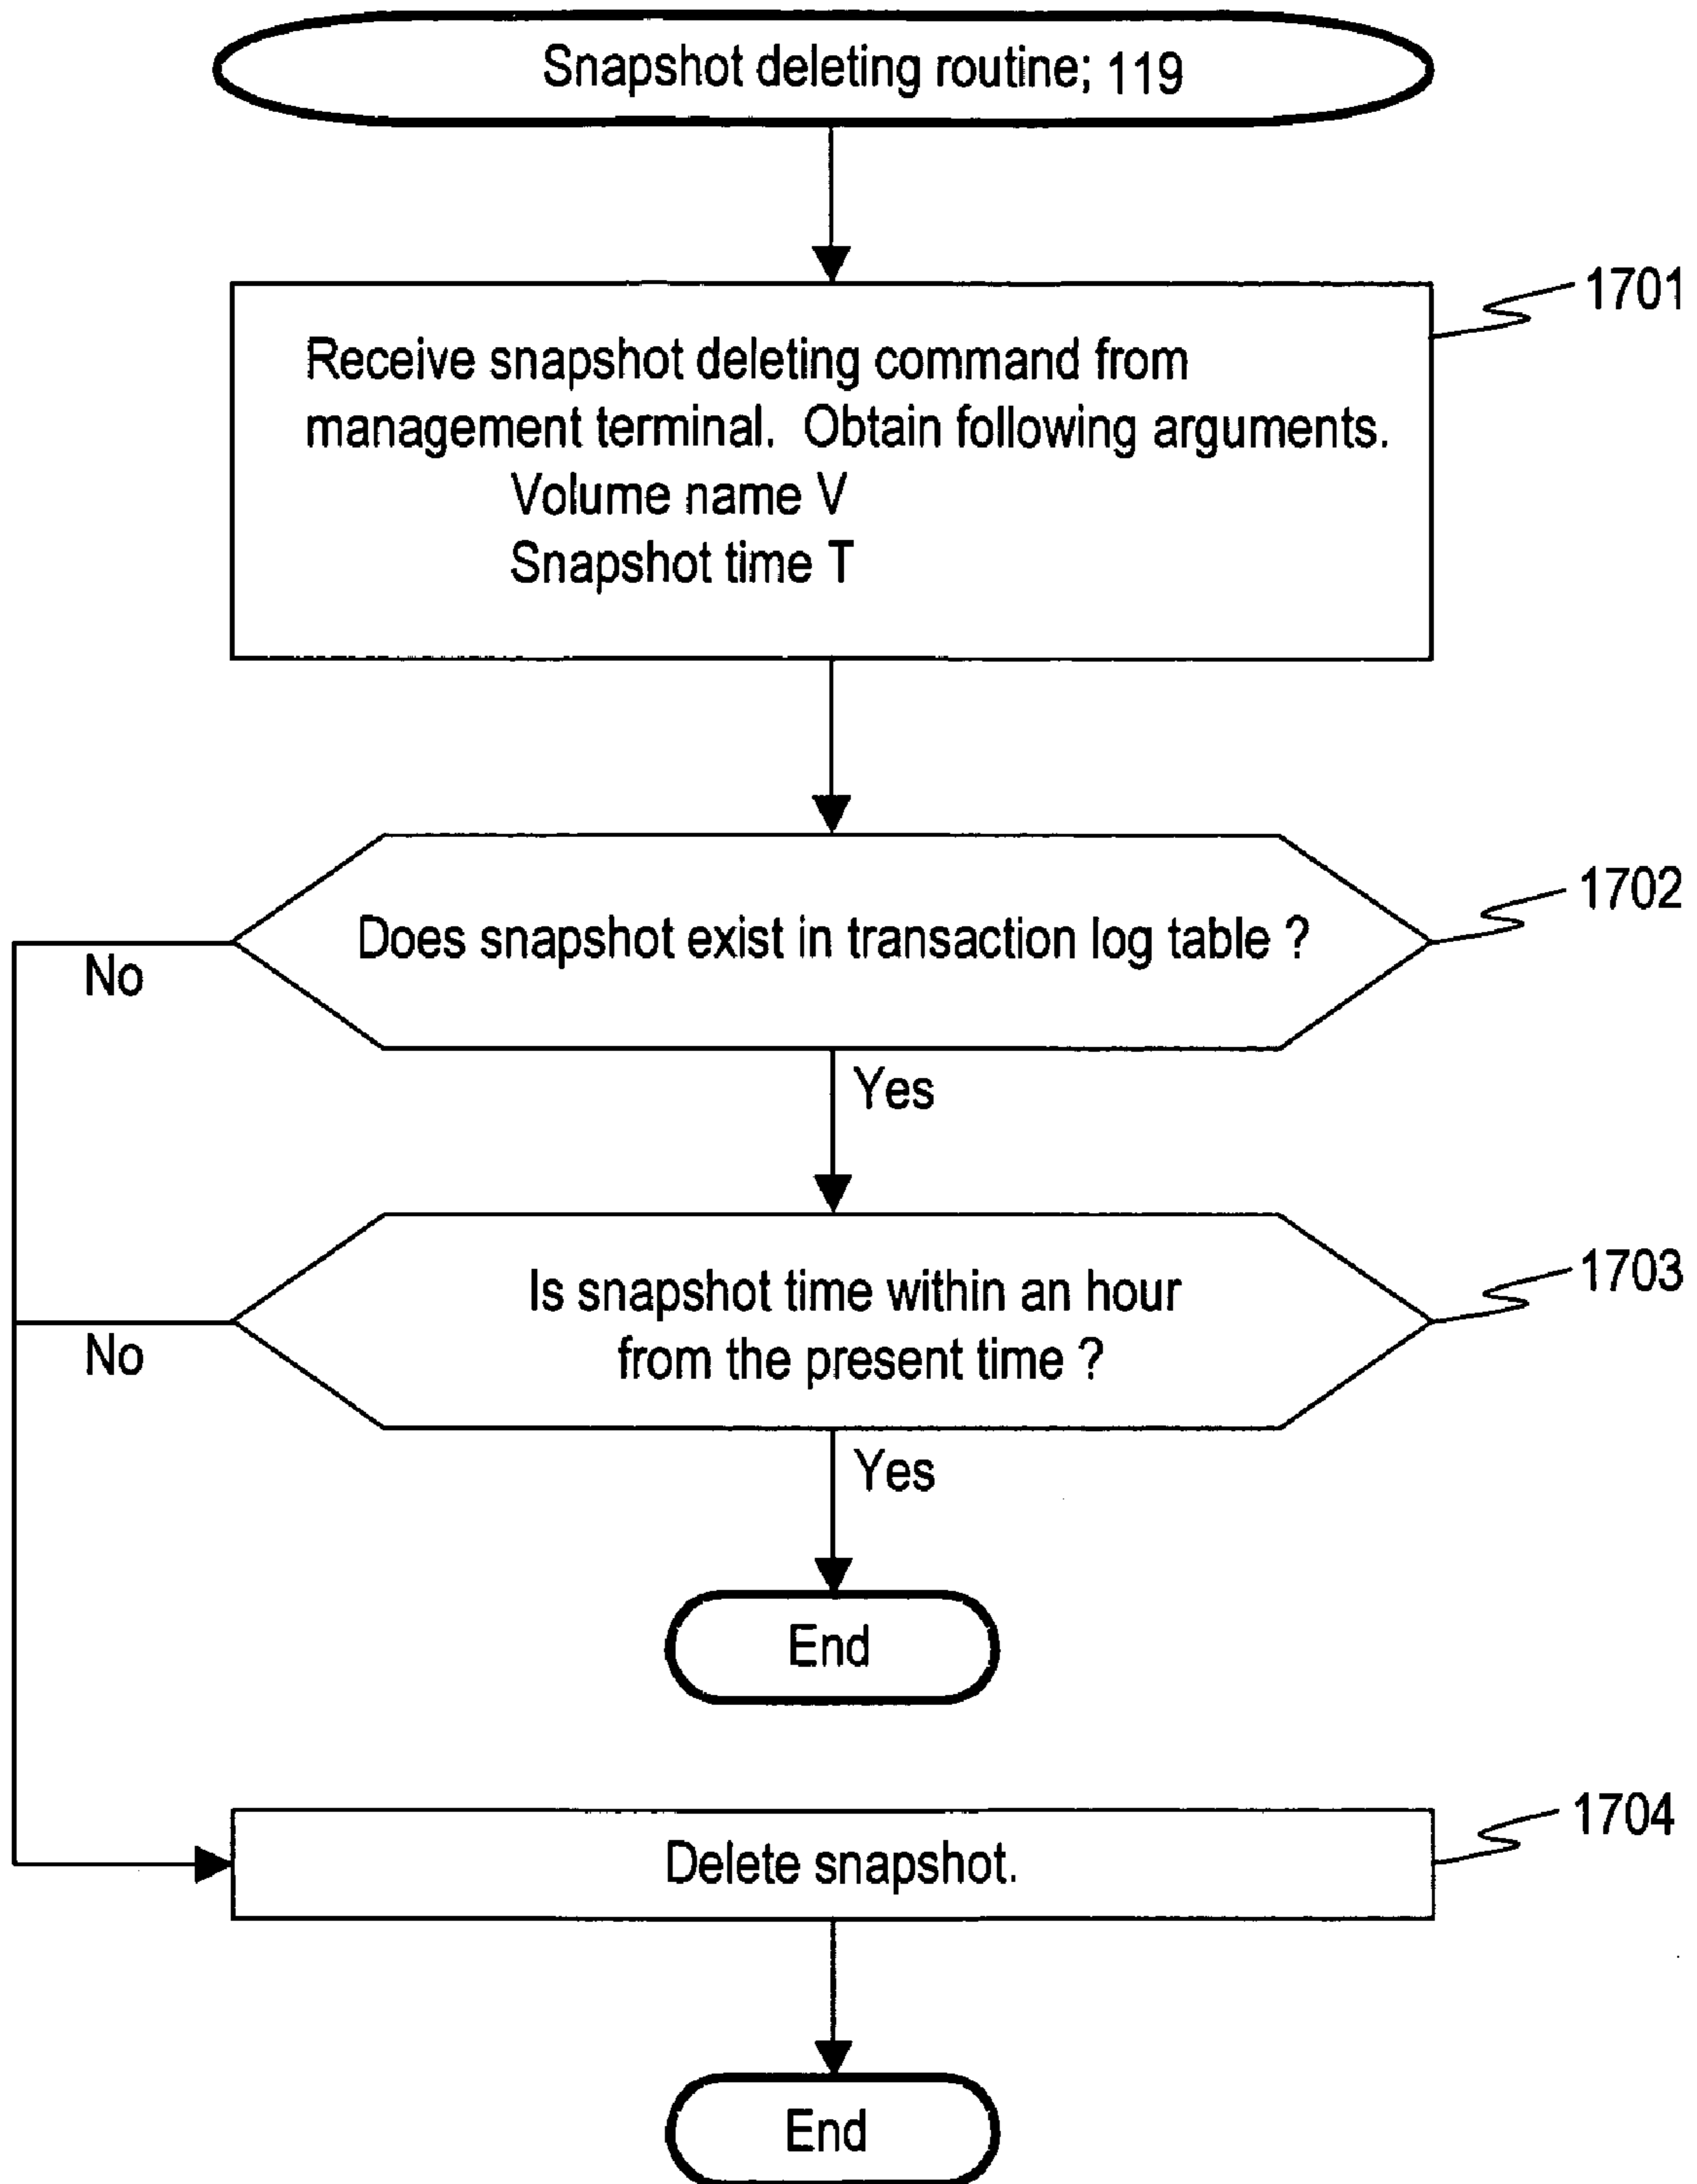 Snapshot deleting routine; 119
1701
Receive snapshot deleting command from
management terminal. Obtain following arguments.
Volume name V
Snapshot time T
1702
Does snapshot exist in transaction log table ?
No
Yes
1703
Is snapshot time within an hour
from the present time ?
No
Yes
End
1704
Delete snapshot.
End